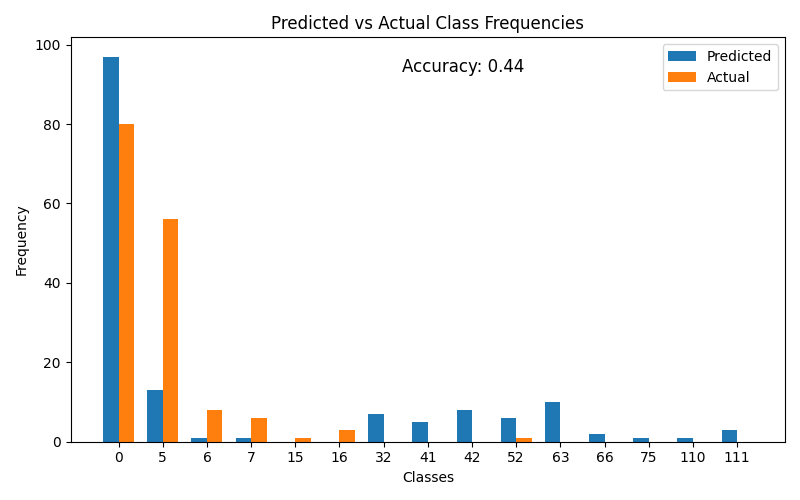 Predicted vs Actual Class Frequencies
Accuracy: 0.44
Predicted
Actual
Frequency
100
80
60
40
20
0
0 5 6 7 15 16 32 41 42 52 63 66 75 110 111
Classes